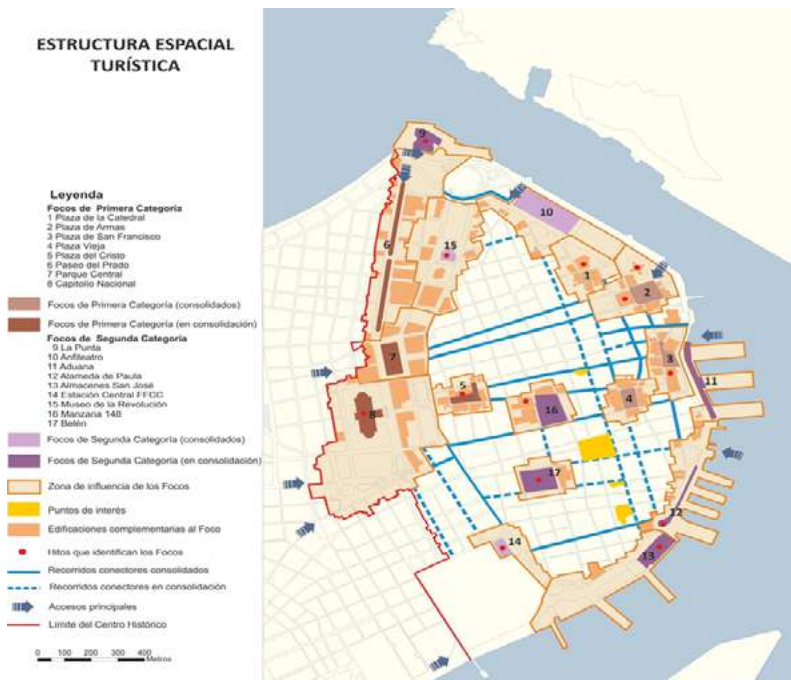 ESTRUCTURA ESPACIAL
TURÍSTICA
Leyenda
Focos de Primera Categoría
1 Plaza de la Catedral
2 Plaza de Armas
3 Plaza de San Francisco
4 Plaza Vieja
5 Plaza del Cristo
6 Paseo del Prado
7 Parque Central
8 Capitolio Nacional
Focos de Primera Categoría (consolidados)
Focos de Primera Categoría (en consolidación)
Focos de Segunda Categoría
9 La Punta
10 Anfiteatro
11 Aduana
12 Alameda de Paula
13 Almacenes San José
14 Estación Central FFCC
15 Museo de la Revolución
16 Manzana 148
17 Belén
Focos de Segunda Categoría (consolidados)
Focos de Segunda Categoría (en consolidación)
Zona de influencia de los Focos
Puntos de interés
Edificaciones complementarias al Foco
Hitos que identifican los Focos
Recorridos conectores consolidados
Recorridos conectores en consolidación
Accesos principales
Límite del Centro Histórico
0 100 200 300 400
Metros
9
10
15
6
1
2
7
3
11
5
4
8
16
17
12
14
13